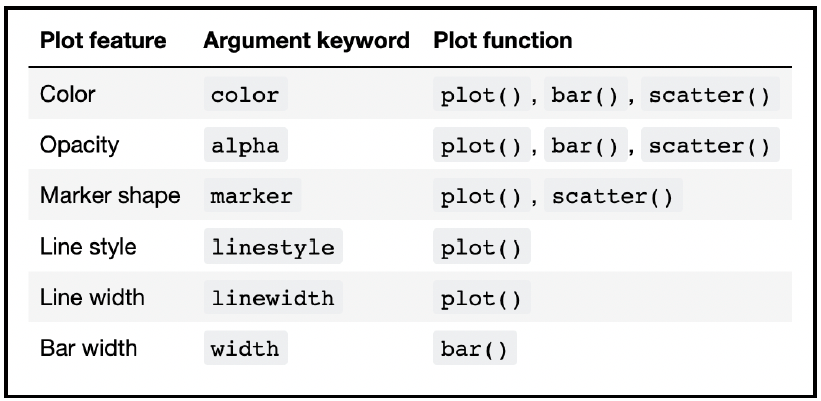 Plot feature Argument keyword Plot function
Color color plot(), bar(), scatter()
Opacity alpha plot(), bar(), scatter()
Marker shape marker plot(), scatter()
Line style linestyle plot()
Line width linewidth plot()
Bar width width bar()